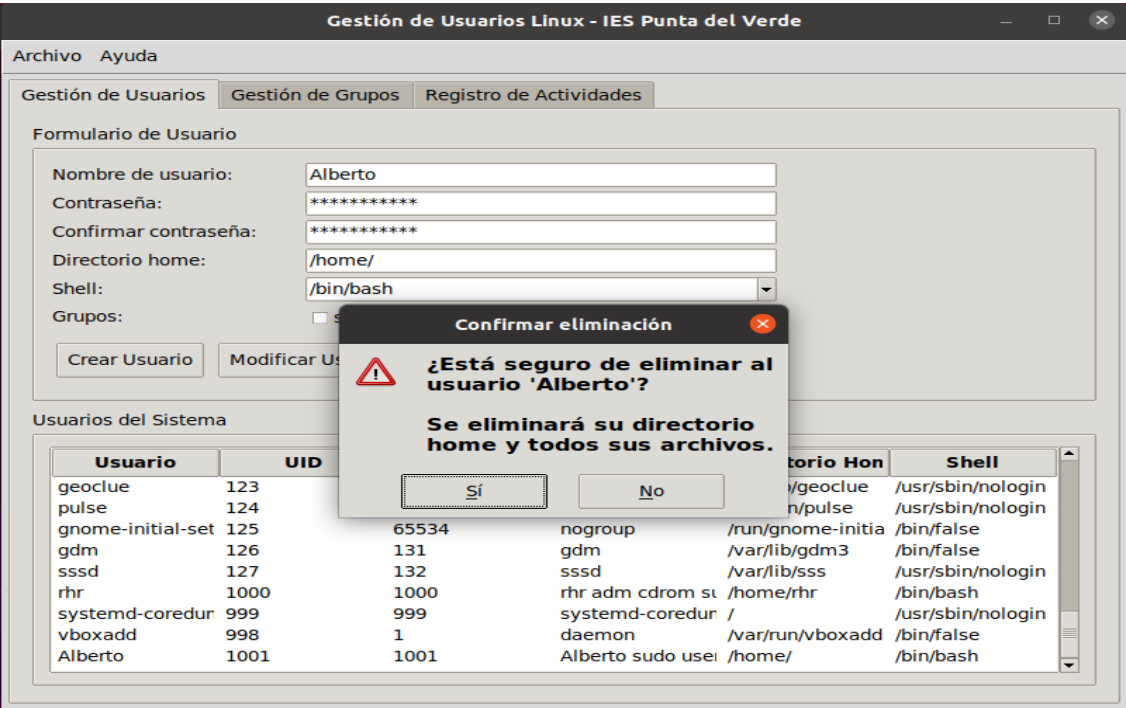 Gestión de Usuarios Linux - IES Punta del Verde
Archivo Ayuda
Gestión de Usuarios Gestión de Grupos Registro de Actividades
Formulario de Usuario
Nombre de usuario: Alberto
Contraseña: ***********
Confirmar contraseña: ***********
Directorio home: /home/
Shell: /bin/bash
Grupos:
Crear Usuario Modificar
Confirmar eliminación
¿Está seguro de eliminar al
usuario 'Alberto'?
Se eliminará su directorio
home y todos sus archivos.
Sí No
Usuarios del Sistema
Usuario UID torio Hon Shell
geoclue 123 /geoclue /usr/sbin/nologin
pulse 124 /pulse /usr/sbin/nologin
gnome-initial-set 125 65534 nogroup /run/gnome-initia /bin/false
gdm 126 131 gdm /var/lib/gdm3 /bin/false
sssd 127 132 sssd /var/lib/sss /usr/sbin/nologin
rhr 1000 1000 rhr adm cdrom su /home/rhr /bin/bash
systemd-coredun 999 999 systemd-coredun / /usr/sbin/nologin
vboxadd 998 1 daemon /var/run/vboxadd /bin/false
Alberto 1001 1001 Alberto sudo user /home/ /bin/bash